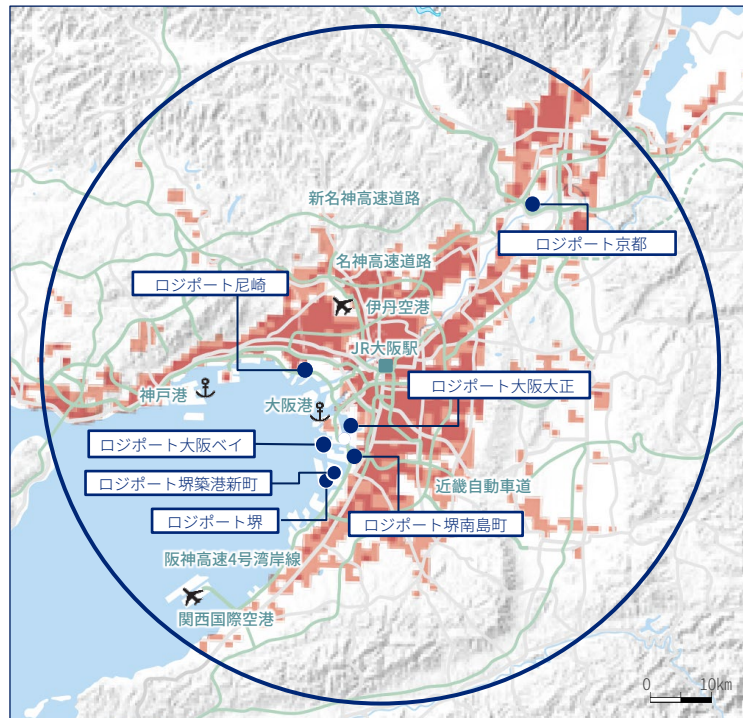 新名神高速道路
ロジポート京都
名神高速道路
ロジポート尼崎
伊丹空港
JR大阪駅
ロジポート大阪大正
神戸港
大阪港
ロジポート大阪ベイ
ロジポート堺築港新町
近畿自動車道
ロジポート堺
ロジポート堺南島町
阪神高速4号湾岸線
関西国際空港
0 10km